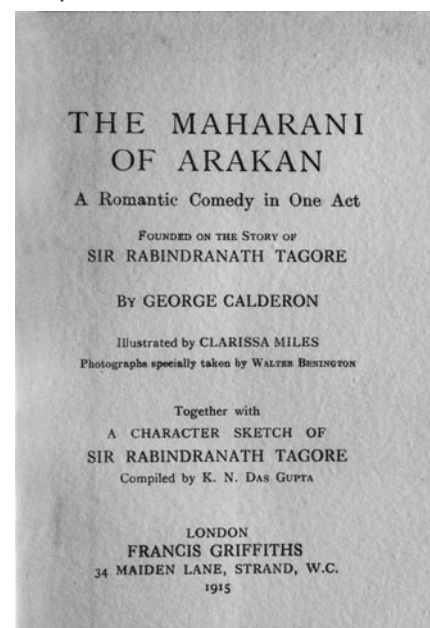 THE MAHARANI
OF ARAKAN
A Romantic Comedy in One Act
FOUNDED ON THE STORY OF
SIR RABINDRANATH TAGORE
BY GEORGE CALDERON
Illustrated by CLARISSA MILES
Photographs specially taken by WALTER BENINGTON
Together with
A CHARACTER SKETCH OF
SIR RABINDRANATH TAGORE
Compiled by K. N. DAS GUPTA
LONDON
FRANCIS GRIFFITHS
34 MAIDEN LANE, STRAND, W.C.
1915